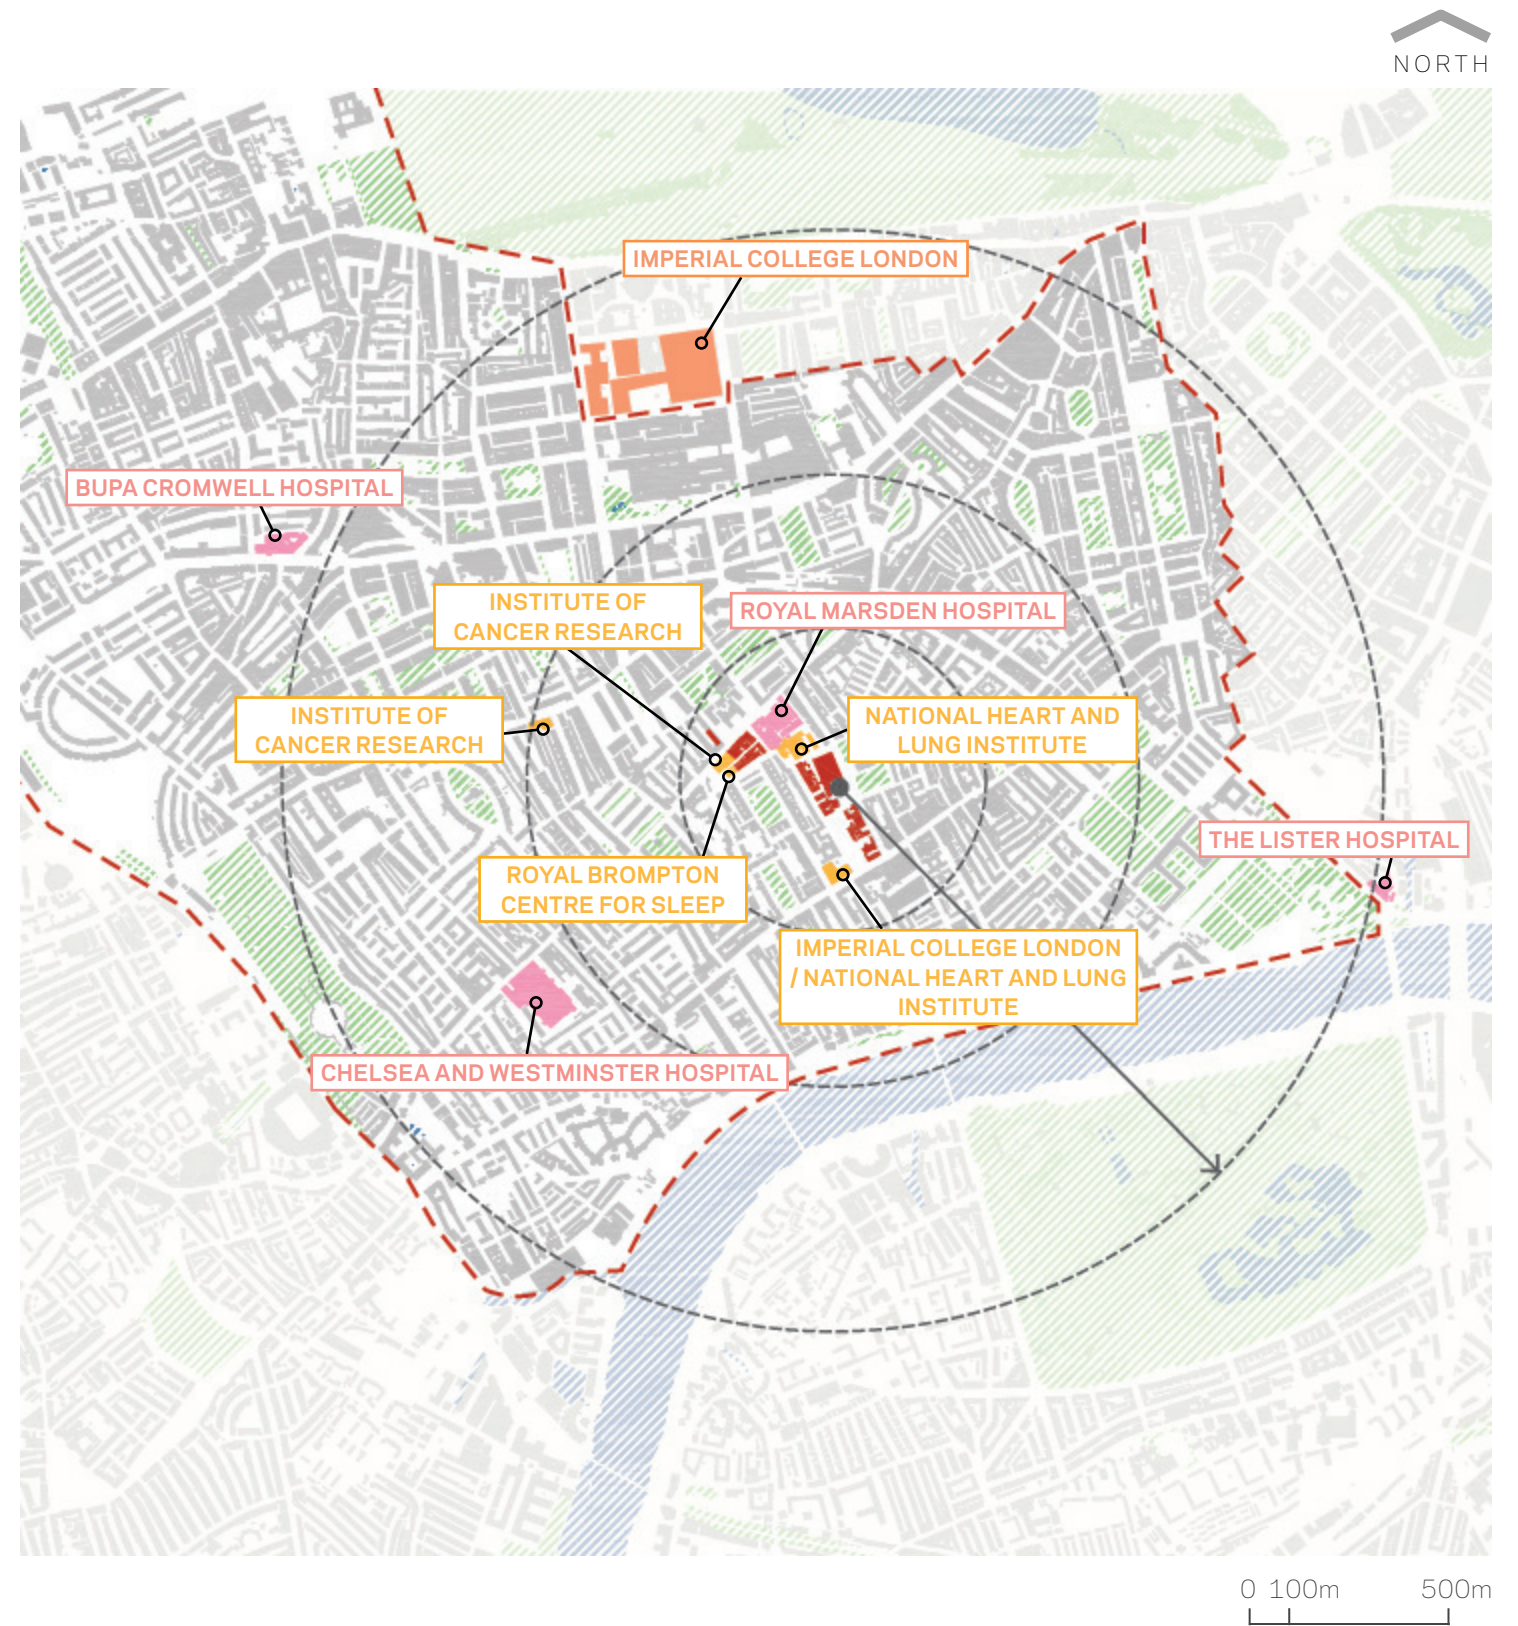 NORTH
IMPERIAL COLLEGE LONDON
BUPA CROMWELL HOSPITAL
INSTITUTE OF
CANCER RESEARCH
ROYAL MARSDEN HOSPITAL
INSTITUTE OF
CANCER RESEARCH
NATIONAL HEART AND
LUNG INSTITUTE
THE LISTER HOSPITAL
ROYAL BROMPTON
CENTRE FOR SLEEP
IMPERIAL COLLEGE LONDON
/ NATIONAL HEART AND LUNG
INSTITUTE
CHELSEA AND WESTMINSTER HOSPITAL
0 100m 500m